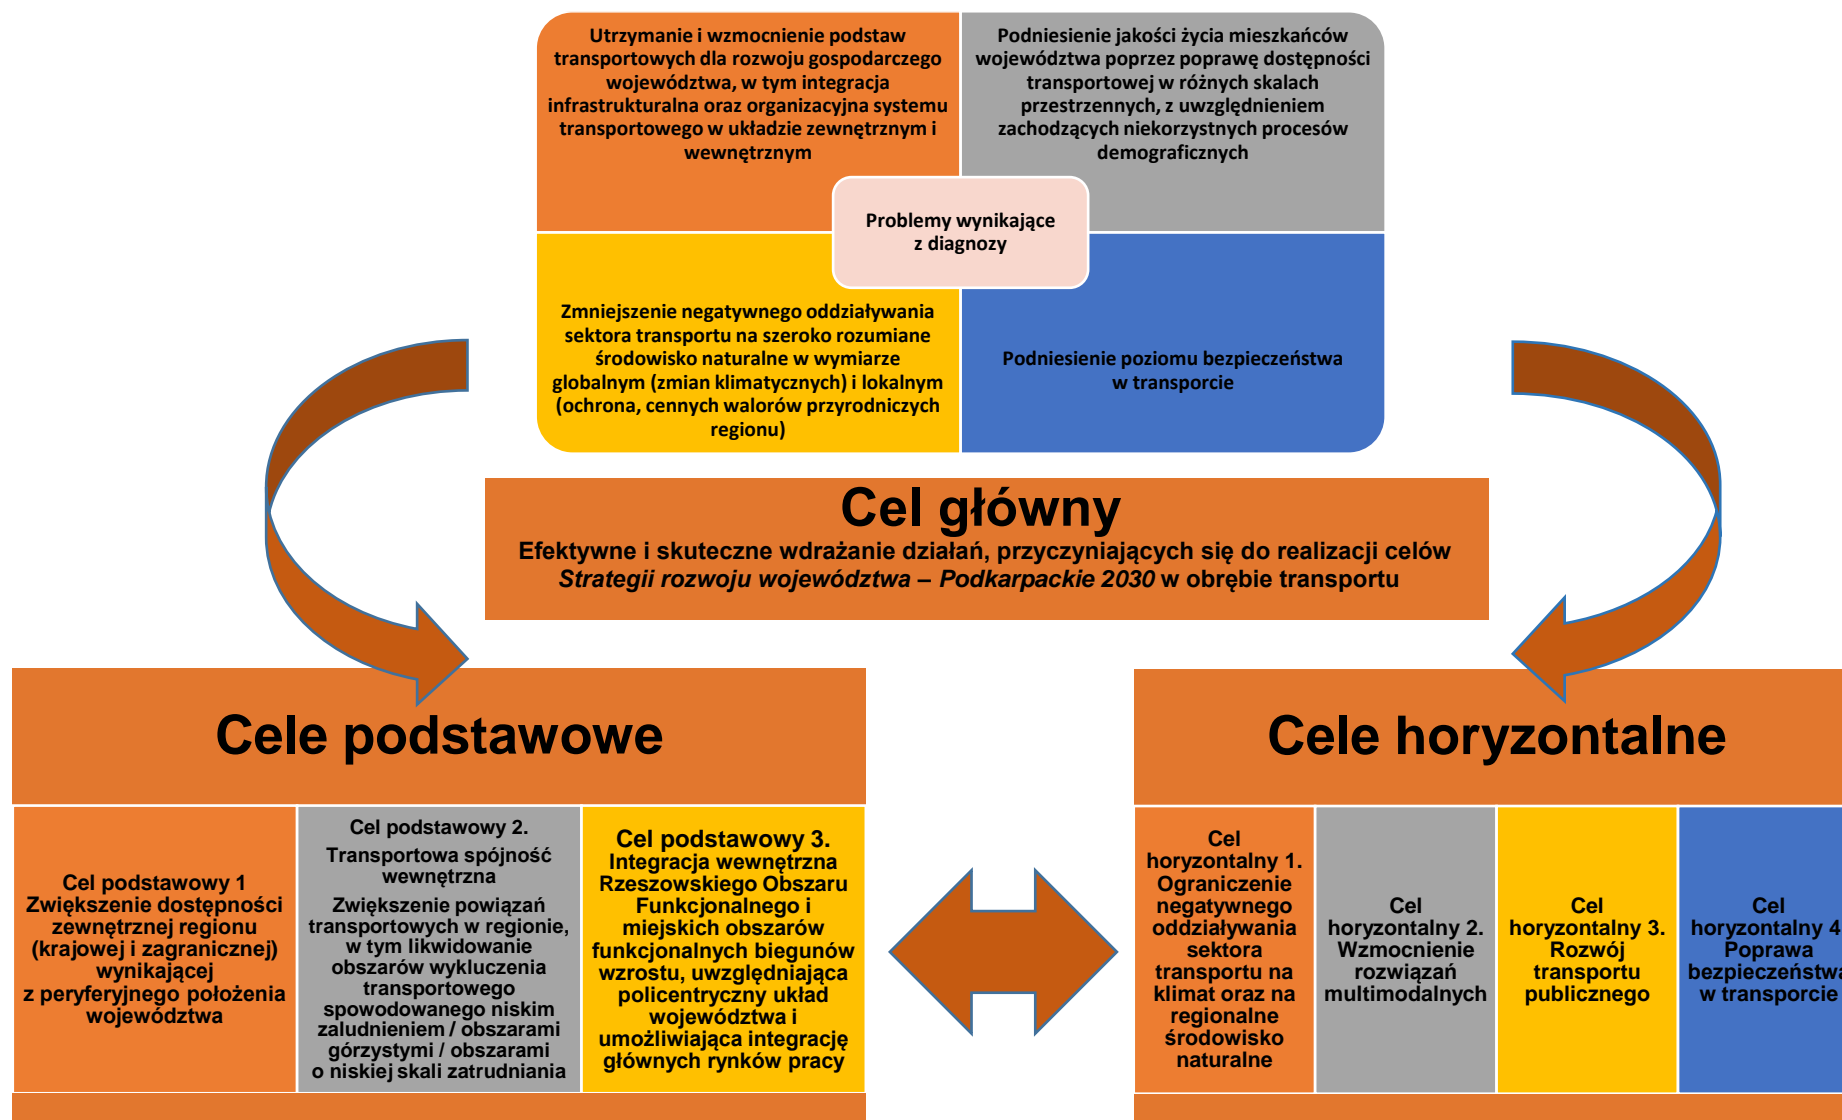 Utrzymanie i wzmocnienie podstaw
transportowych dla rozwoju gospodarczego
województwa, w tym integracja
infrastrukturalna oraz organizacyjna systemu
transportowego w układzie zewnętrznym i
wewnętrznym
Podniesienie jakości życia mieszkańców
województwa poprzez poprawę dostępności
transportowej w różnych skalach
przestrzennych, z uwzględnieniem
zachodzących niekorzystnych procesów
demograficznych
Problemy wynikające
z diagnozy
Zmniejszenie negatywnego oddziaływania
sektora transportu na szeroko rozumiane
środowisko naturalne w wymiarze
globalnym (zmian klimatycznych) i lokalnym
(ochrona, cennych walorów przyrodniczych
regionu)
Podniesienie poziomu bezpieczeństwa
w transporcie
Cel główny
Efektywne i skuteczne wdrażanie działań, przyczyniających się do realizacji celów
Strategii rozwoju województwa – Podkarpackie 2030 w obrębie transportu
Cele podstawowe
Cel podstawowy 1
Zwiększenie dostępności
zewnętrznej regionu
(krajowej i zagranicznej)
wynikającej
z peryferyjnego położenia
województwa
Cel podstawowy 2.
Transportowa spójność
wewnętrzna
Zwiększenie powiązań
transportowych w regionie,
w tym likwidowanie
obszarów wykluczenia
transportowego
spowodowanego niskim
zaludnieniem / obszarami
górzystymi / obszarami
o niskiej skali zatrudniania
Cel podstawowy 3.
Integracja wewnętrzna
Rzeszowskiego Obszaru
Funkcjonalnego i
miejskich obszarów
funkcjonalnych biegunów
wzrostu, uwzględniająca
policentryczny układ
województwa i
umożliwiająca integrację
głównych rynków pracy
Cele horyzontalne
Cel
horyzontalny 1.
Ograniczenie
negatywnego
oddziaływania
sektora
transportu na
klimat oraz na
regionalne
środowisko
naturalne
Cel
horyzontalny 2.
Wzmocnienie
rozwiązań
multimodalnych
Cel
horyzontalny 3.
Rozwój
transportu
publicznego
Cel
horyzontalny 4
Poprawa
bezpieczeństwa
w transporcie